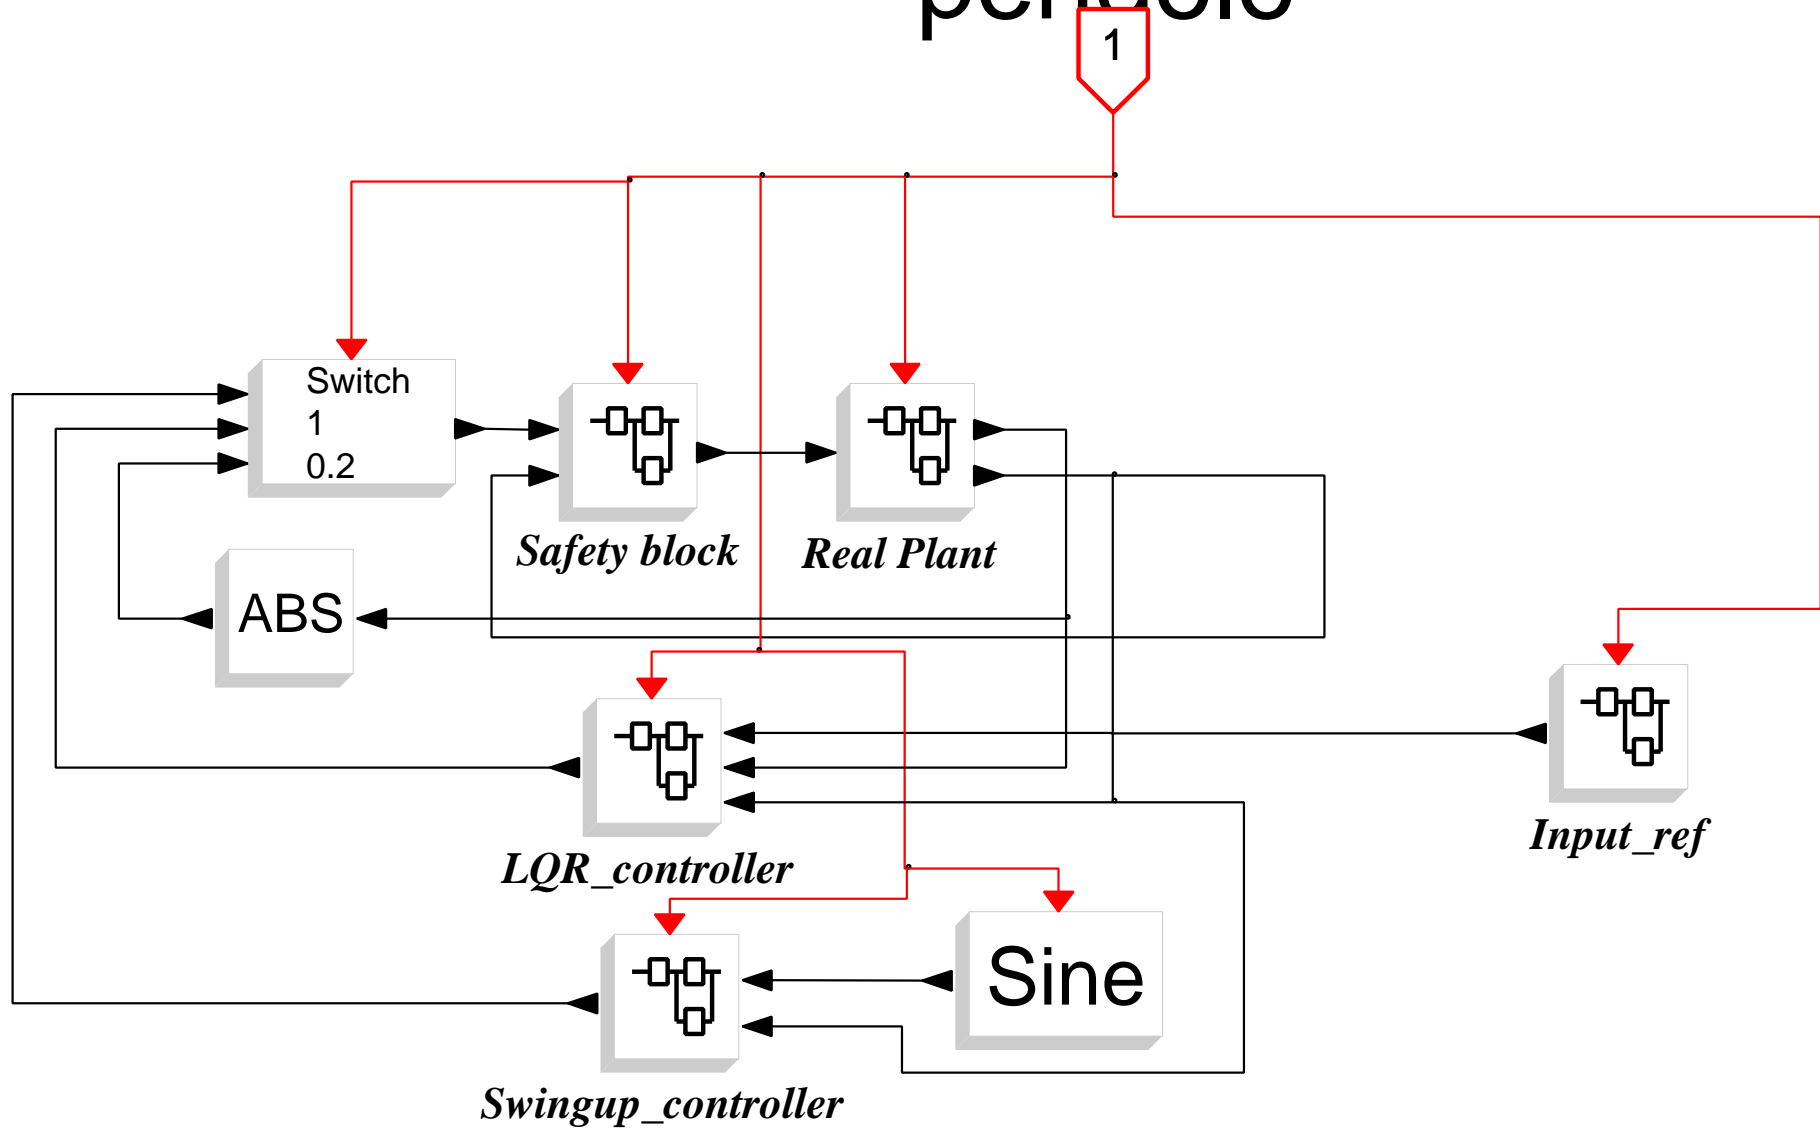 1
Switch
1
0.2
Safety block
Real Plant
ABS
Input_ref
LQR_controller
Sine
Swingup_controller